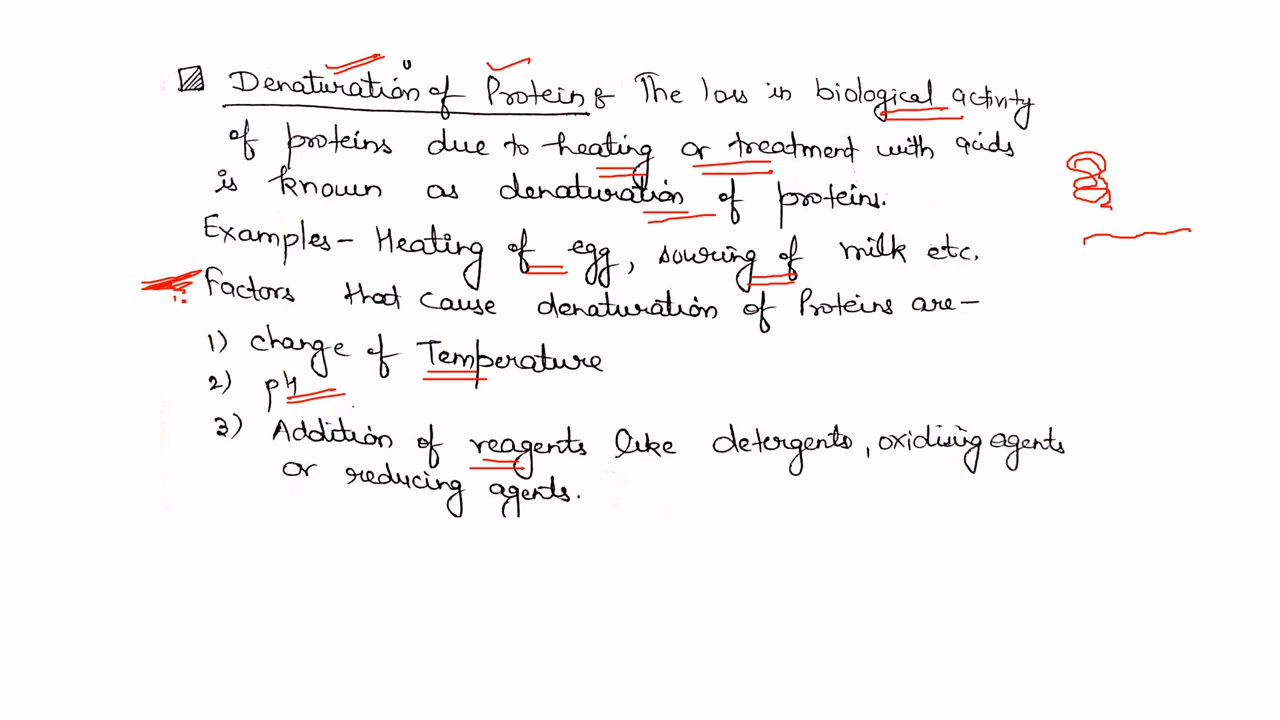 Denaturation of Proteins The loss in biological activity
of proteins due to heating or treatment with acids
is known as denaturation of proteins.
Examples- Heating of egg, souring of milk etc.
Factors that cause denaturation of Proteins are-
1) change of Temperature
2) pH
3) Addition of reagents like detergents, oxidising agents
or reducing agents.